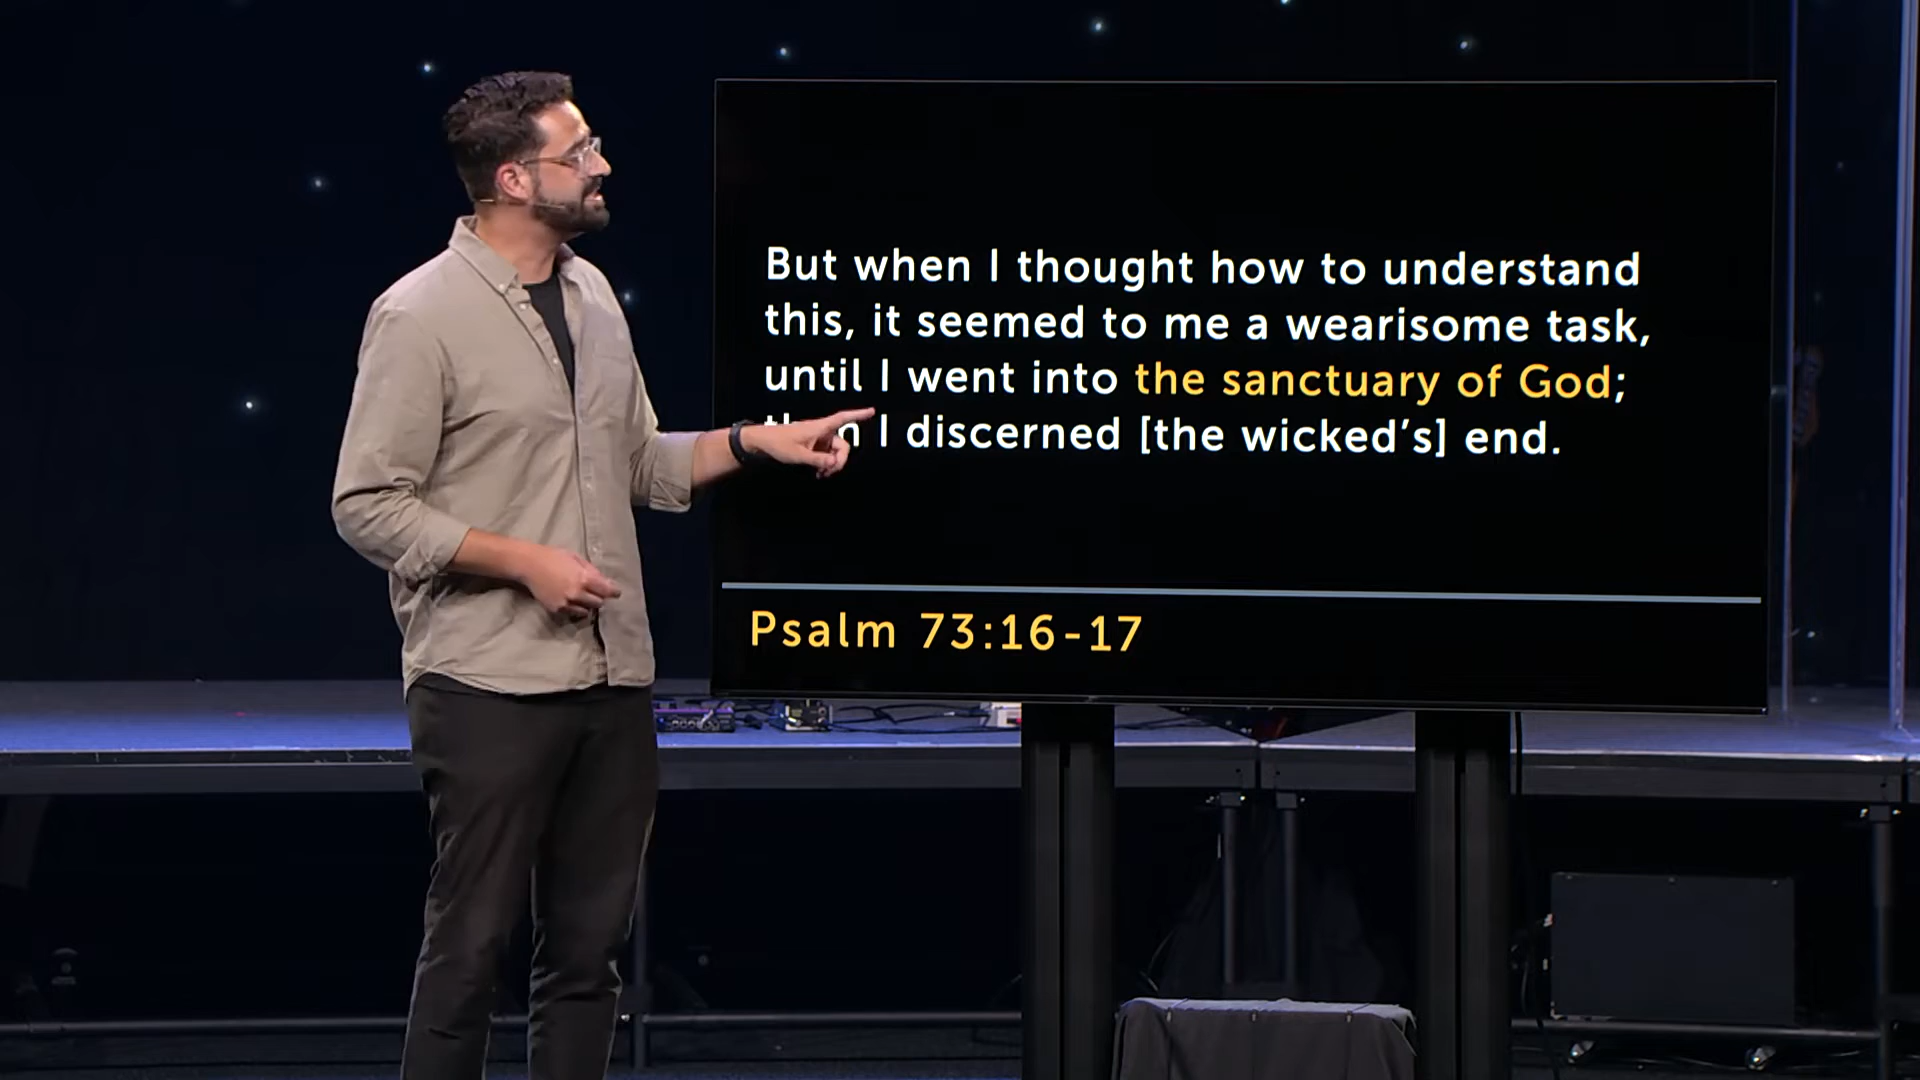 But when I thought how to understand
this, it seemed to me a wearisome task,
until I went into the sanctuary of God;
then I discerned [the wicked's] end.
Psalm 73:16-17